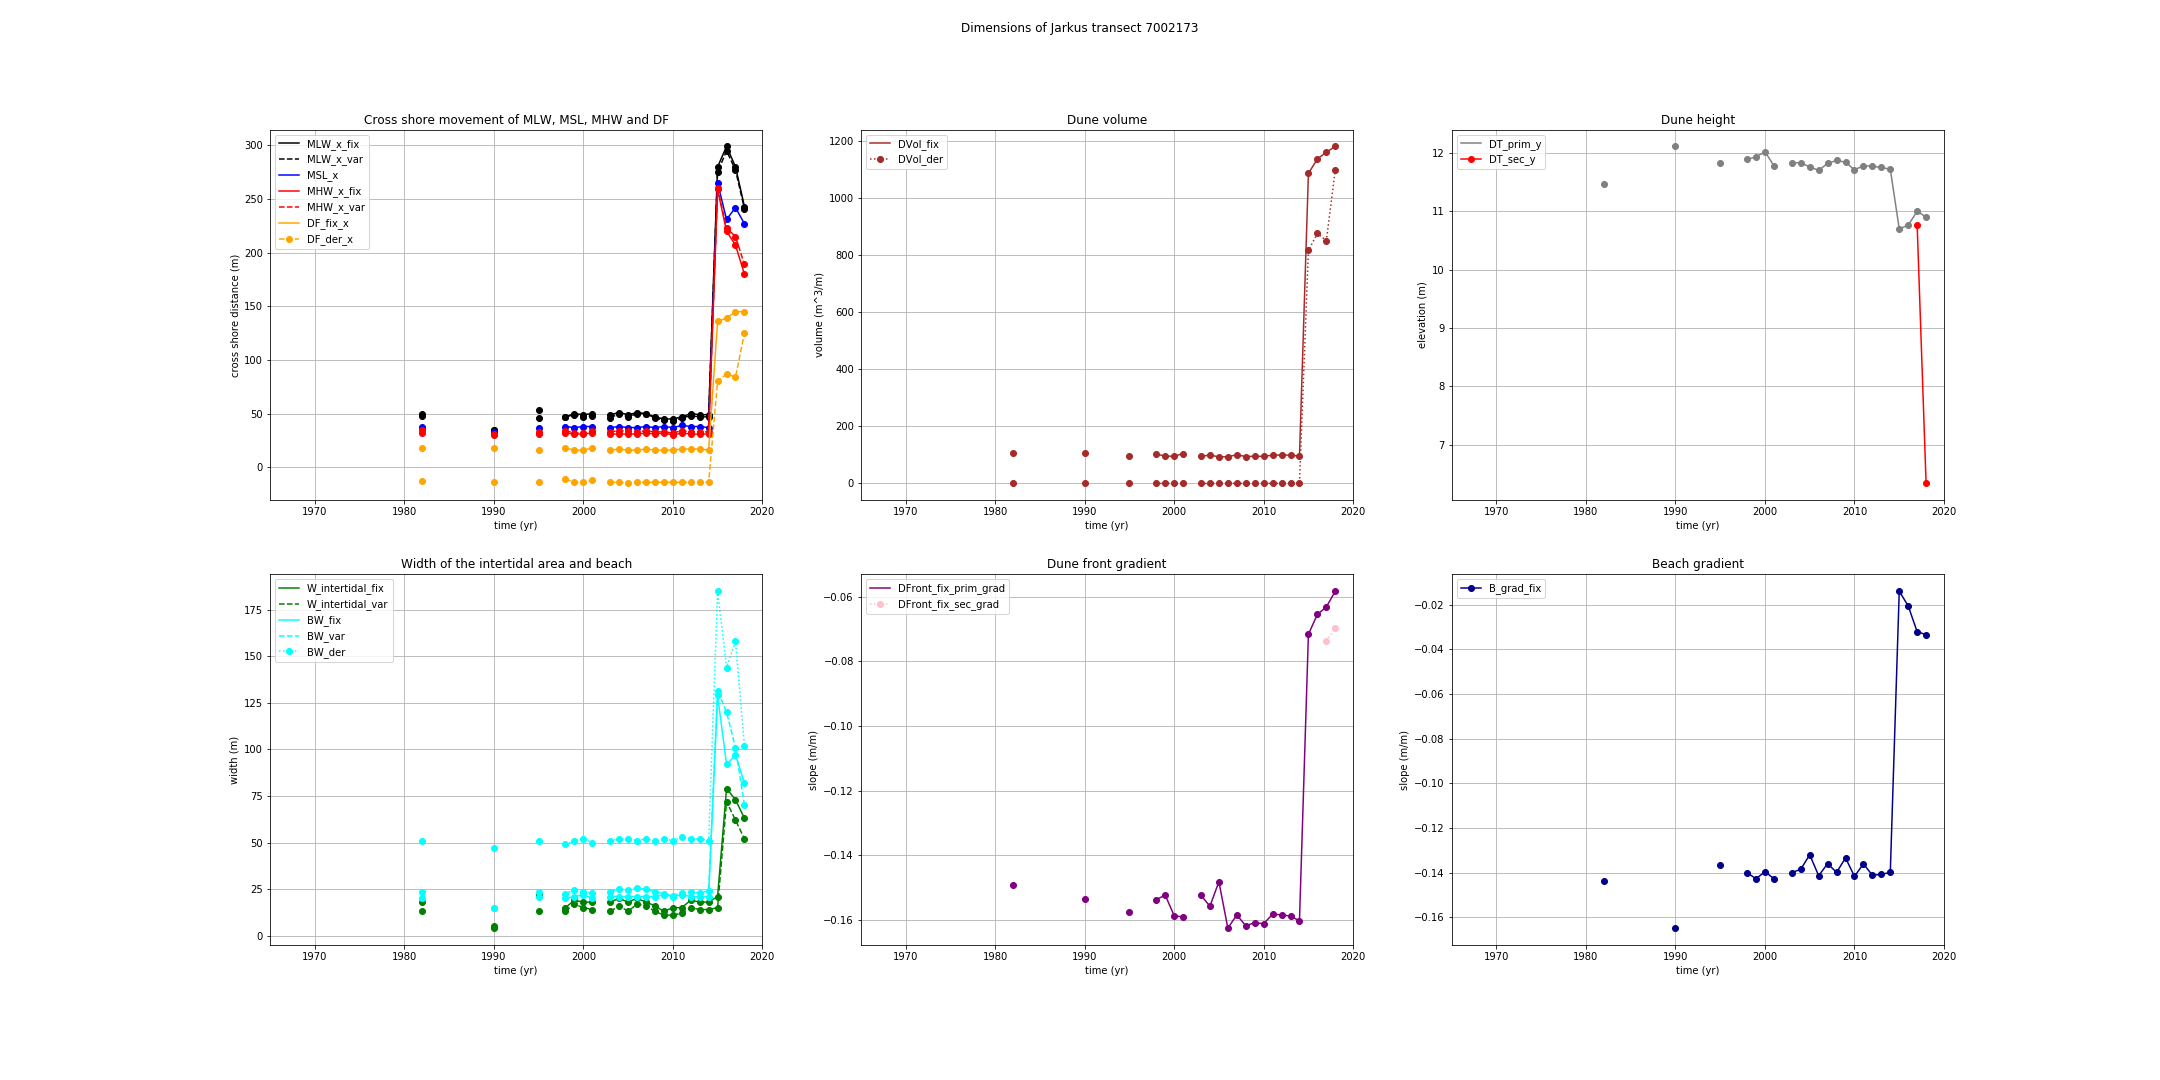 Dimensions of Jarkus transect 7002173
Cross shore movement of MLW, MSL, MHW and DF
MLW_x_fix
MLW_x_var
MSL_x
MHW_x_fix
MHW_x_var
DF_fix_x
DF_der_x
cross shore distance (m)
300
250
200
150
100
50
0
1970 1980 1990 2000 2010 2020
time (yr)
Dune volume
DVol_fix
DVol_der
volume (m^3/m)
1200
1000
800
600
400
200
0
1970 1980 1990 2000 2010 2020
time (yr)
Dune height
DT_prim_y
DT_sec_y
elevation (m)
12
11
10
9
8
7
1970 1980 1990 2000 2010 2020
time (yr)
Width of the intertidal area and beach
W_intertidal_fix
W_intertidal_var
BW_fix
BW_var
BW_der
width (m)
175
150
125
100
75
50
25
0
1970 1980 1990 2000 2010 2020
time (yr)
Dune front gradient
DFront_fix_prim_grad
DFront_fix_sec_grad
slope (m/m)
−0.06
−0.08
−0.10
−0.12
−0.14
−0.16
1970 1980 1990 2000 2010 2020
time (yr)
Beach gradient
B_grad_fix
slope (m/m)
−0.02
−0.04
−0.06
−0.08
−0.10
−0.12
−0.14
−0.16
1970 1980 1990 2000 2010 2020
time (yr)